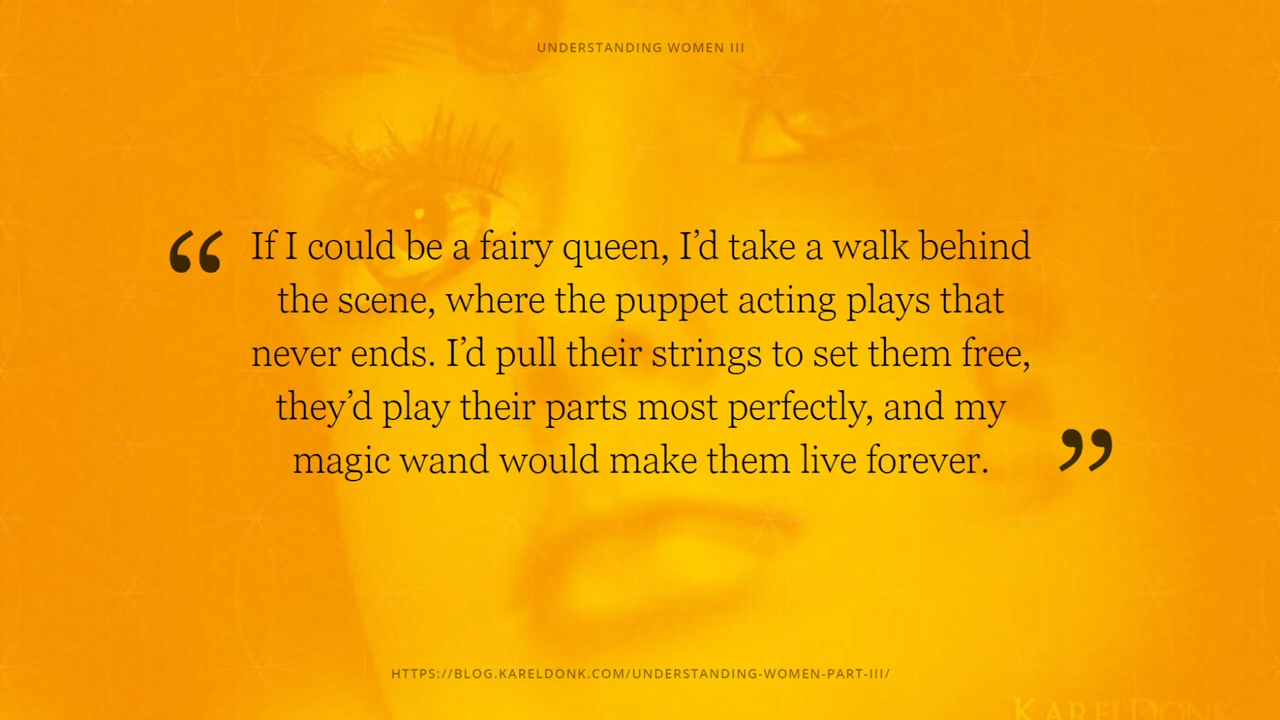 UNDERSTANDING WOMEN III
“If I could be a fairy queen, I’d take a walk behind
the scene, where the puppet acting plays that
never ends. I’d pull their strings to set them free,
they’d play their parts most perfectly, and my
magic wand would make them live forever.”
HTTPS://BLOG.KARELDONK.COM/UNDERSTANDING-WOMEN-PART-III/
KAREL DONK